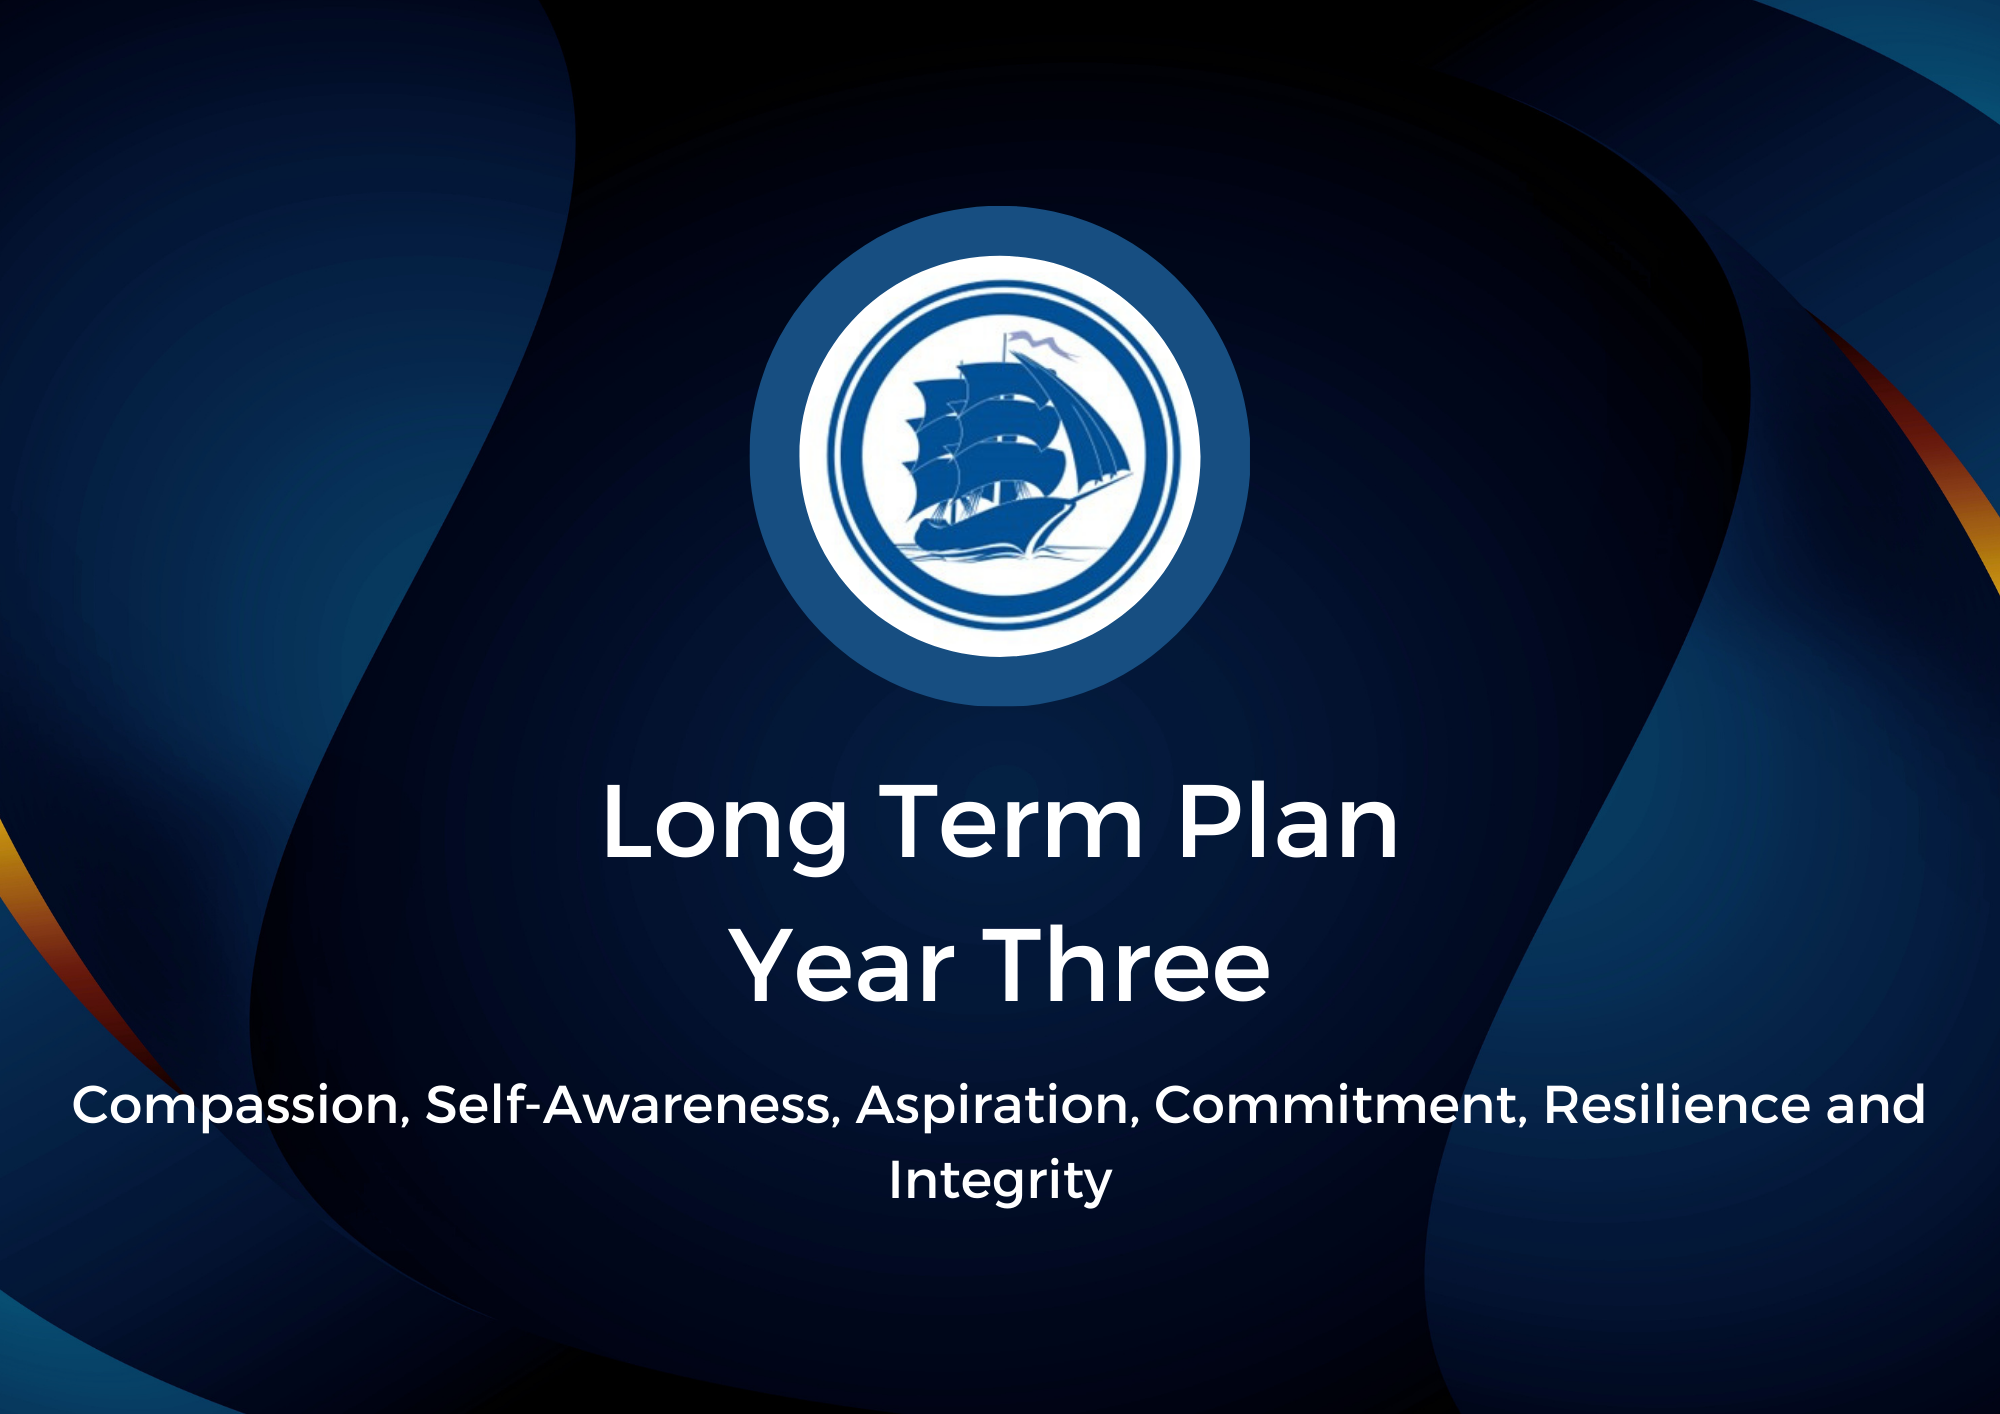 Long Term Plan
Year Three
Compassion, Self-Awareness, Aspiration, Commitment, Resilience and
Integrity